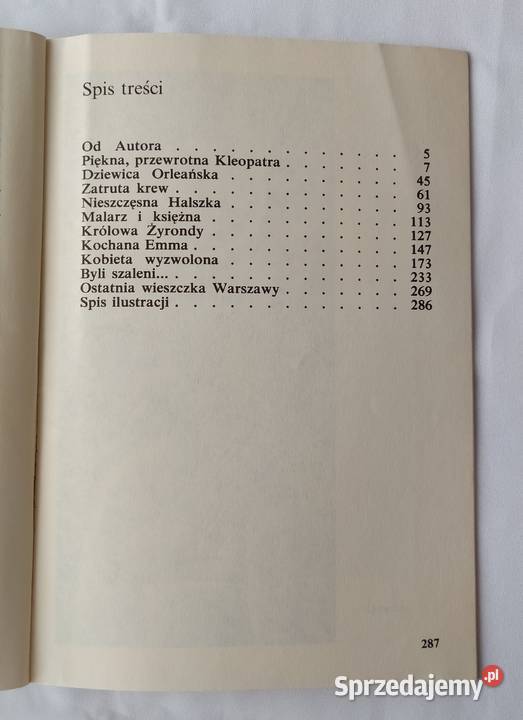 Spis treści
Od Autora . . . . . . . . . . . . . 5
Piękna, przewrotna Kleopatra . . . . . . . 7
Dziewica Orleańska . . . . . . . . . . 45
Zatruta krew . . . . . . . . . . . . 61
Nieszczęsna Halszka . . . . . . . . . . 93
Malarz i księżna . . . . . . . . . . . 113
Królowa Żyrondy . . . . . . . . . . . 127
Kochana Emma . . . . . . . . . . . 147
Kobieta wyzwolona . . . . . . . . . . 173
Byli szaleni... . . . . . . . . . . . . 233
Ostatnia wieszczka Warszawy . . . . . . . 269
Spis ilustracji . . . . . . . . . . . . 286
287
Sprzedajemy.pl